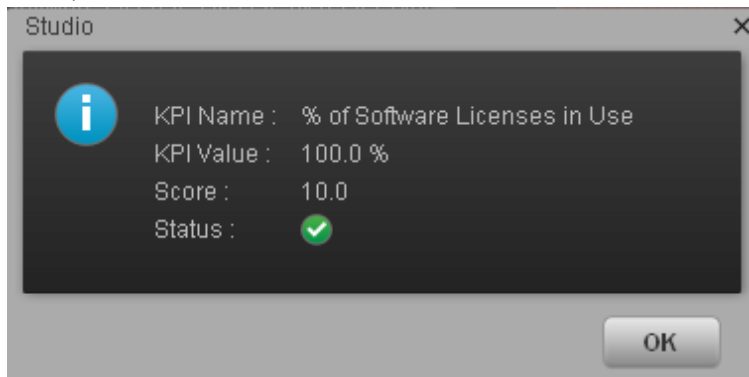 Studio
KPI Name : % of Software Licenses in Use
KPI Value : 100.0 %
Score : 10.0
Status :
OK